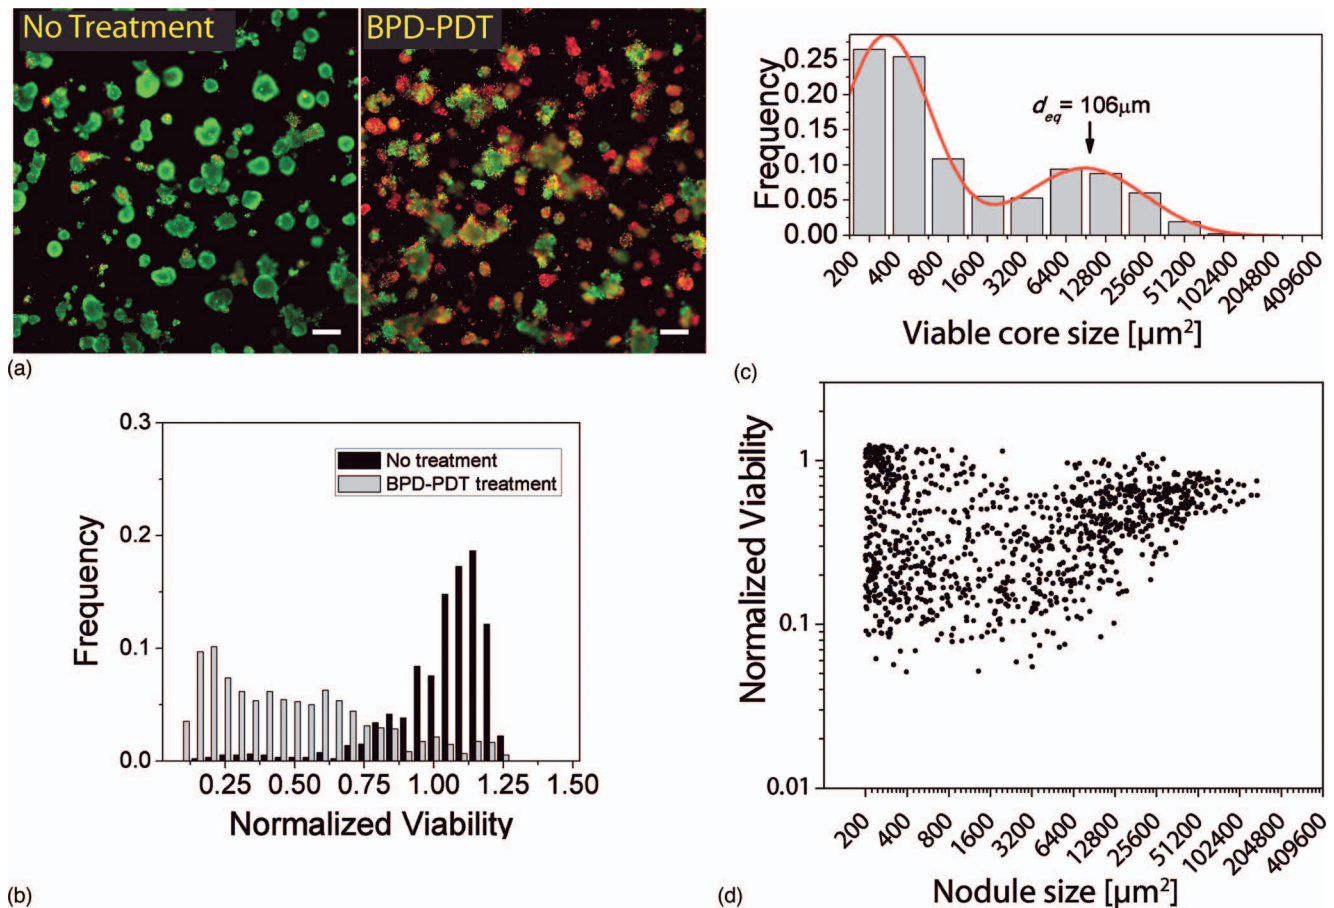 No Treatment
BPD-PDT
(a)
Frequency
0.25
0.20
0.15
0.10
0.05
0.00
d_eq = 106μm
200
400
800
1600
3200
6400
12800
25600
51200
102400
204800
409600
Viable core size [μm²]
(c)
Frequency
0.3
0.2
0.1
0.0
No treatment
BPD-PDT treatment
0.25
0.50
0.75
1.00
1.25
1.50
Normalized Viability
(b)
Normalized Viability
1
0.1
0.01
200
400
800
1600
3200
6400
12800
25600
51200
102400
204800
409600
Nodule size [μm²]
(d)